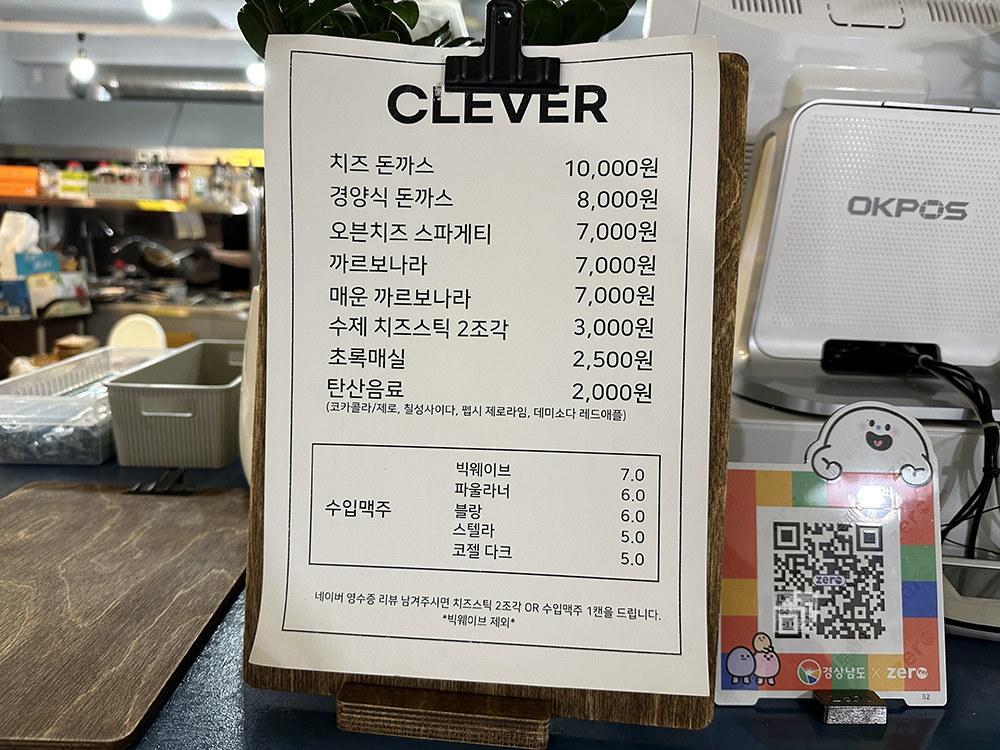 CLEVER
치즈 돈까스 10,000원
경양식 돈까스 8,000원
오븐치즈 스파게티 7,000원
까르보나라 7,000원
매운 까르보나라 7,000원
수제 치즈스틱 2조각 3,000원
초록매실 2,500원
탄산음료 2,000원
(코카콜라/제로, 칠성사이다, 펩시 제로라임, 데미소다 레드애플)
수입맥주
빅웨이브 7.0
파울라너 6.0
블랑 6.0
스텔라 5.0
코젤 다크 5.0
네이버 영수증 리뷰 남겨주시면 치즈스틱 2조각 OR 수입맥주 1캔을 드립니다.
*빅웨이브 제외*
OKPOS
zero
경상남도 X zero
52